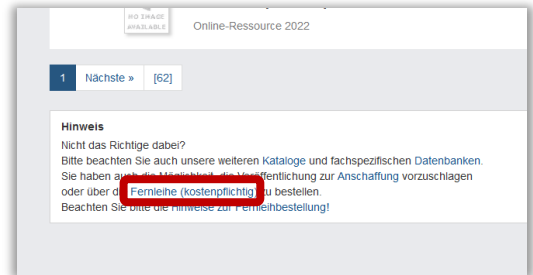 NO IMAGE
AVAILABLE
Online-Ressource 2022
1 Nächste » [62]
Hinweis
Nicht das Richtige dabei?
Bitte beachten Sie auch unsere weiteren Kataloge und fachspezifischen Datenbanken.
Sie haben auch die Möglichkeit, die Veröffentlichung zur Anschaffung vorzuschlagen
oder über Fernleihe (kostenpflichtig) zu bestellen.
Beachten Sie bitte die Hinweise zur Fernleihbestellung!